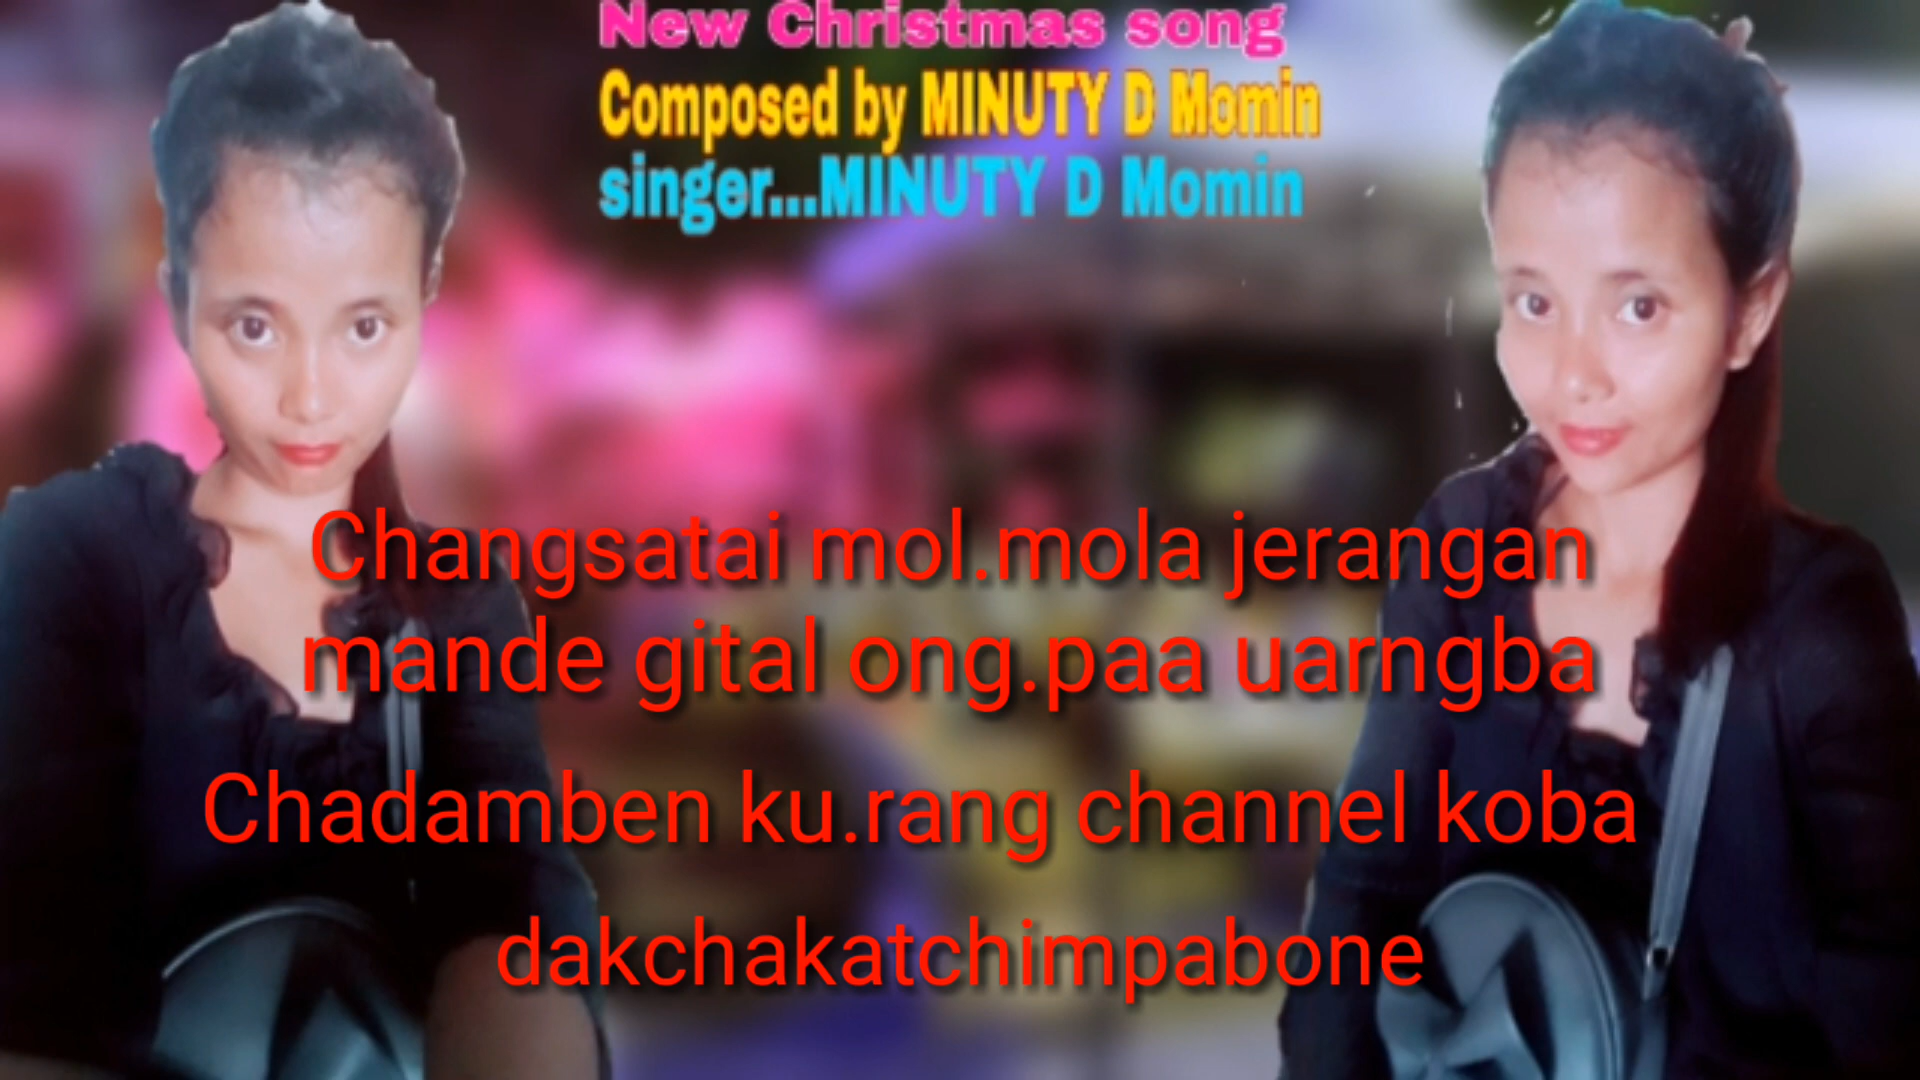 New Christmas song
Composed by MINUTY D Momin
singer...MINUTY D Momin
Changsatai mol.mola jerangan
mande gital ong.paa uarngba
Chadamben ku.rang channel koba
dakchakatchimpabone